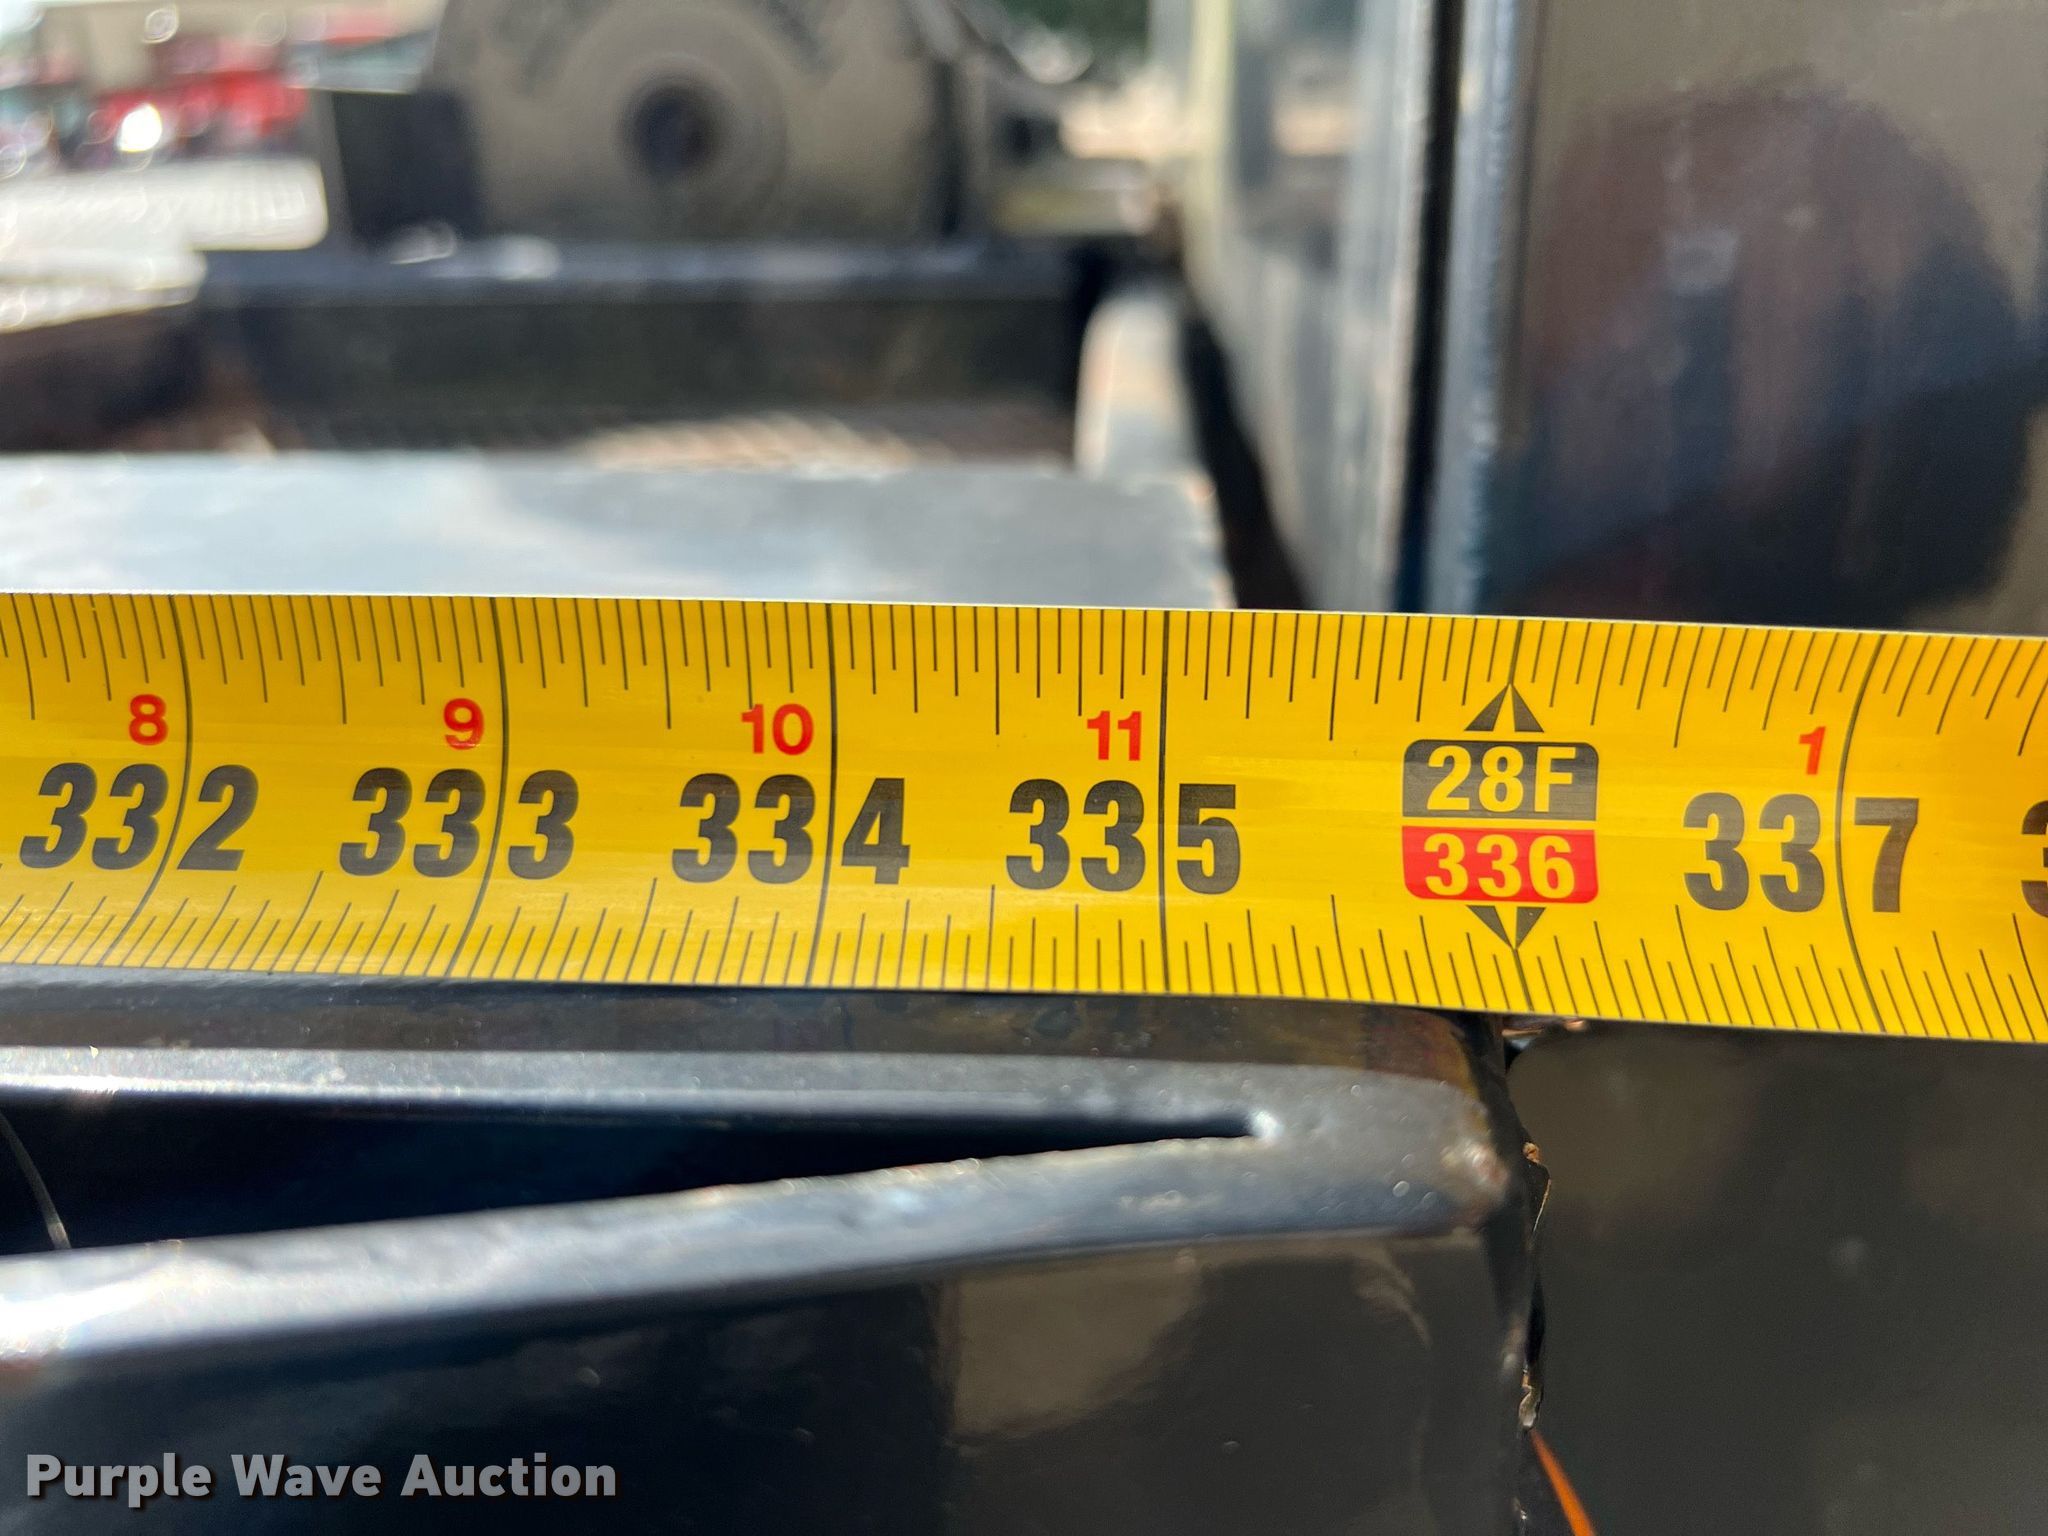 8 9 10 11 28F 1
332 333 334 335 336 337
Purple Wave Auction